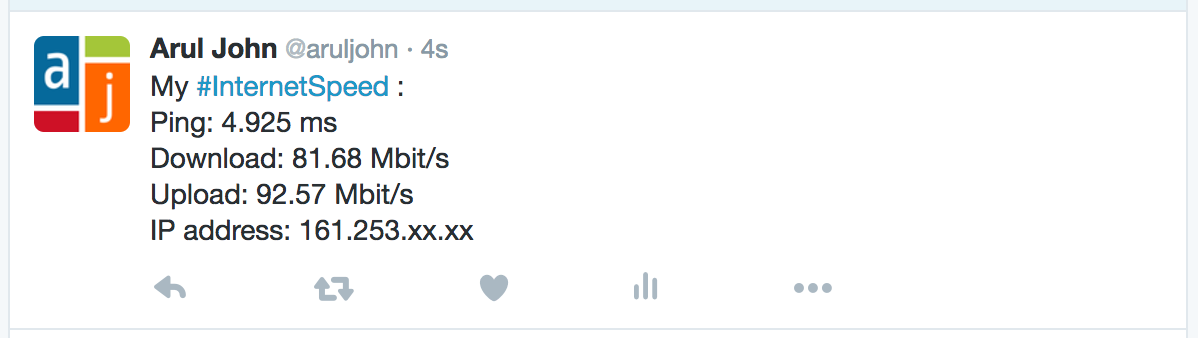 a
j
Arul John @aruljohn · 4s
My #InternetSpeed :
Ping: 4.925 ms
Download: 81.68 Mbit/s
Upload: 92.57 Mbit/s
IP address: 161.253.xx.xx